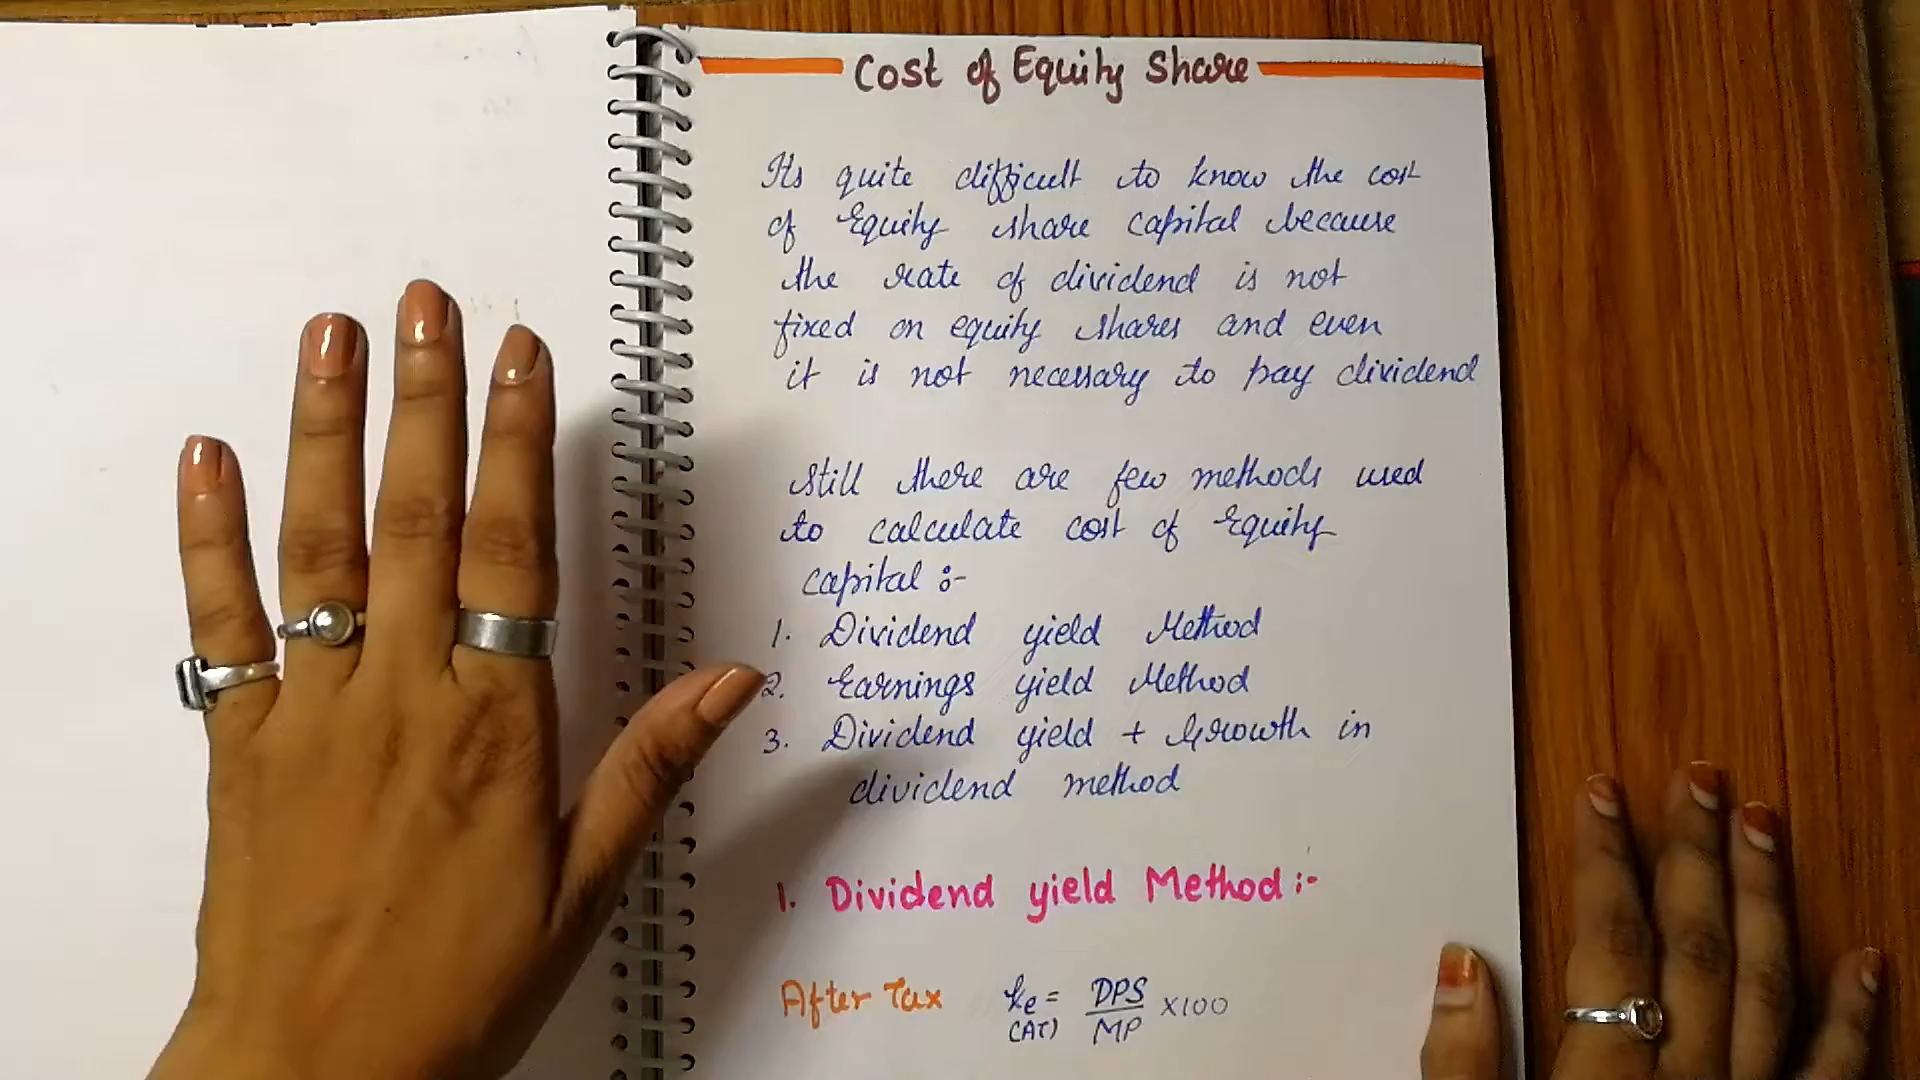 Cost of Equity Share
Its quite difficult to know the cost
of Equity share capital because
the rate of dividend is not
fixed on equity shares and even
it is not necessary to pay dividend
still there are few methods used
to calculate cost of Equity
capital :-
1. Dividend yield Method
2. Earnings yield Method
3. Dividend yield + Growth in
dividend method
1. Dividend yield Method :-
After Tax ke = DPS/MP ×100
(AT)